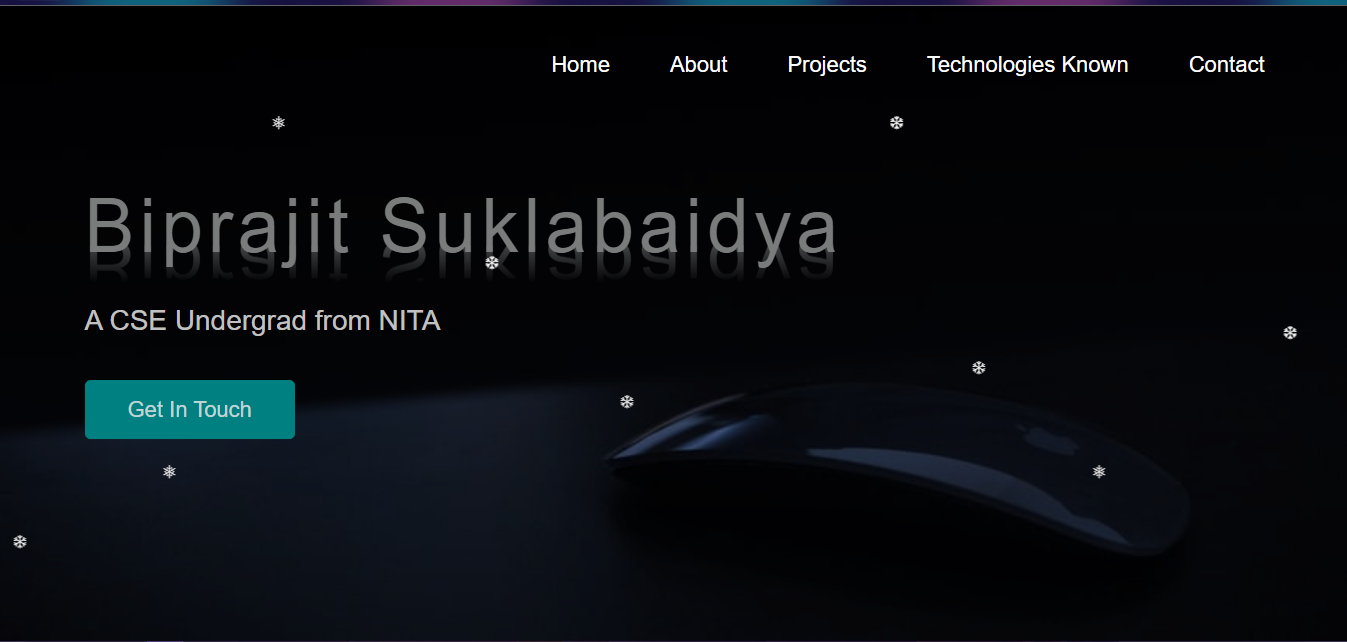 Home About Projects Technologies Known Contact
Biprajit Suklabaidya
A CSE Undergrad from NITA
Get In Touch